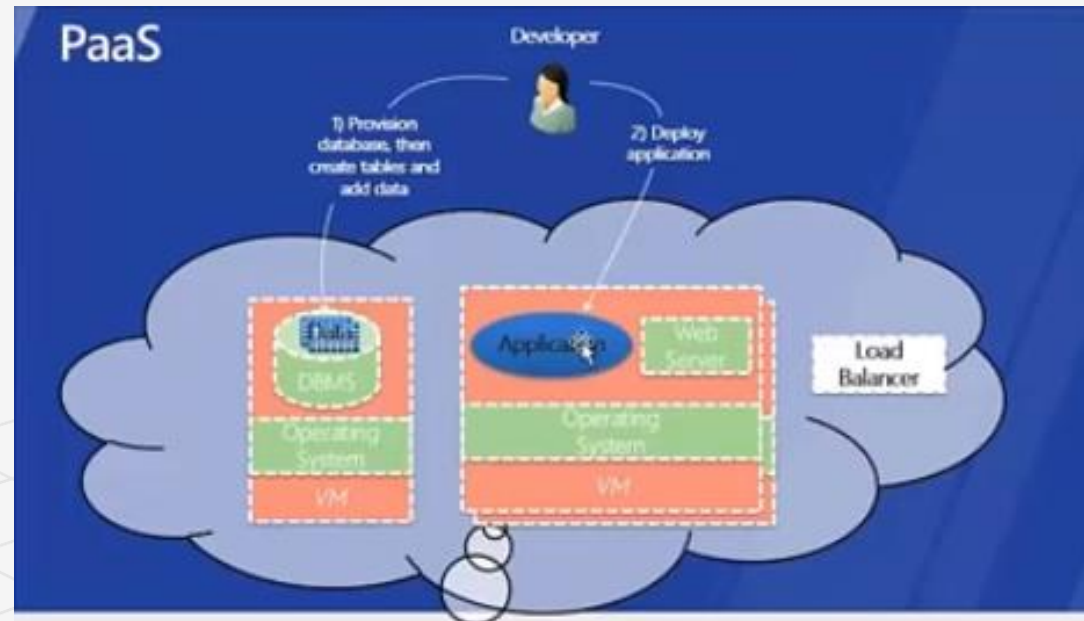 PaaS
Developer
1) Provision
database, then
create tables and
add data
2) Deploy
application
Data
DBMS
Operating
System
VM
Application
Web
Server
Operating
System
VM
Load
Balancer